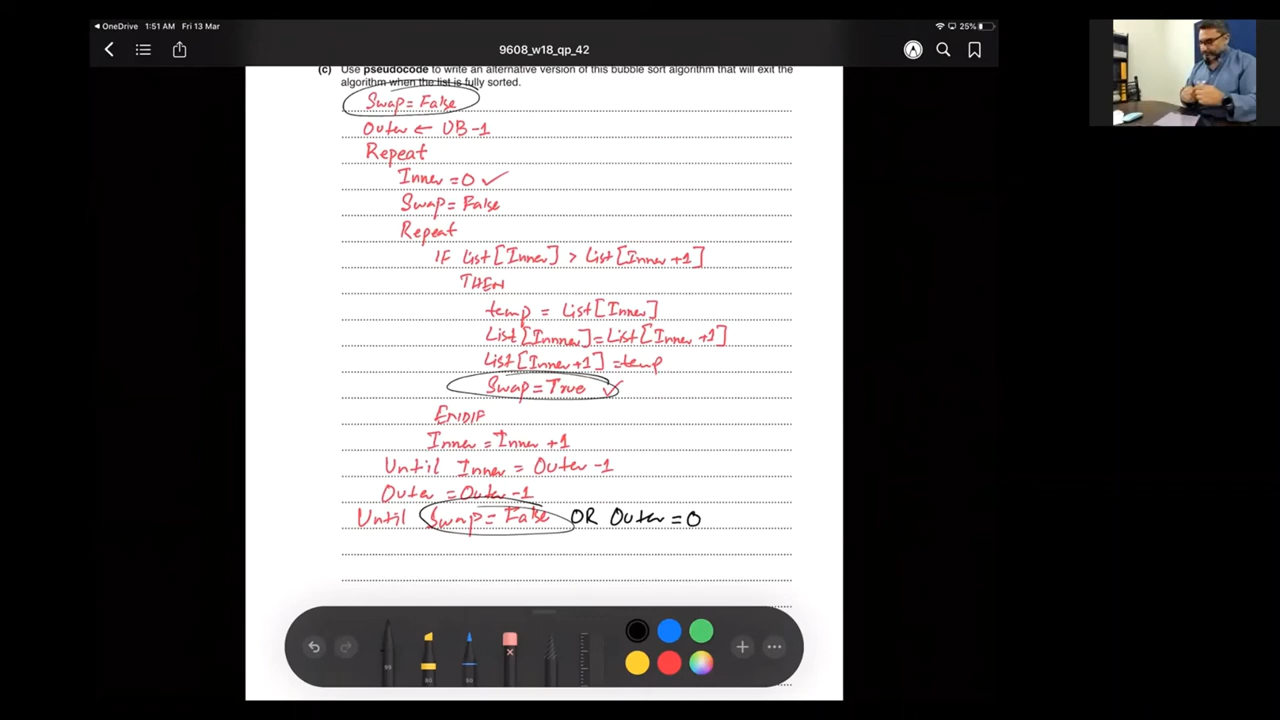 OneDrive 1:51 AM Fri 13 Mar
25%
9608_w18_qp_42
(c) Use pseudocode to write an alternative version of this bubble sort algorithm that will exit the
algorithm when the list is fully sorted.
Swap = False
Outer ← UB -1
Repeat
Inner = 0 ✓
Swap = False
Repeat
IF List[Inner] > List[Inner +1]
THEN
temp = List[Inner]
List[Innner] = List[Inner +1]
List[Inner+1] = temp
Swap = True ✓
ENDIF
Inner = Inner +1
Until Inner = Outer -1
Outer = Outer -1
Until Swap = False OR Outer = 0